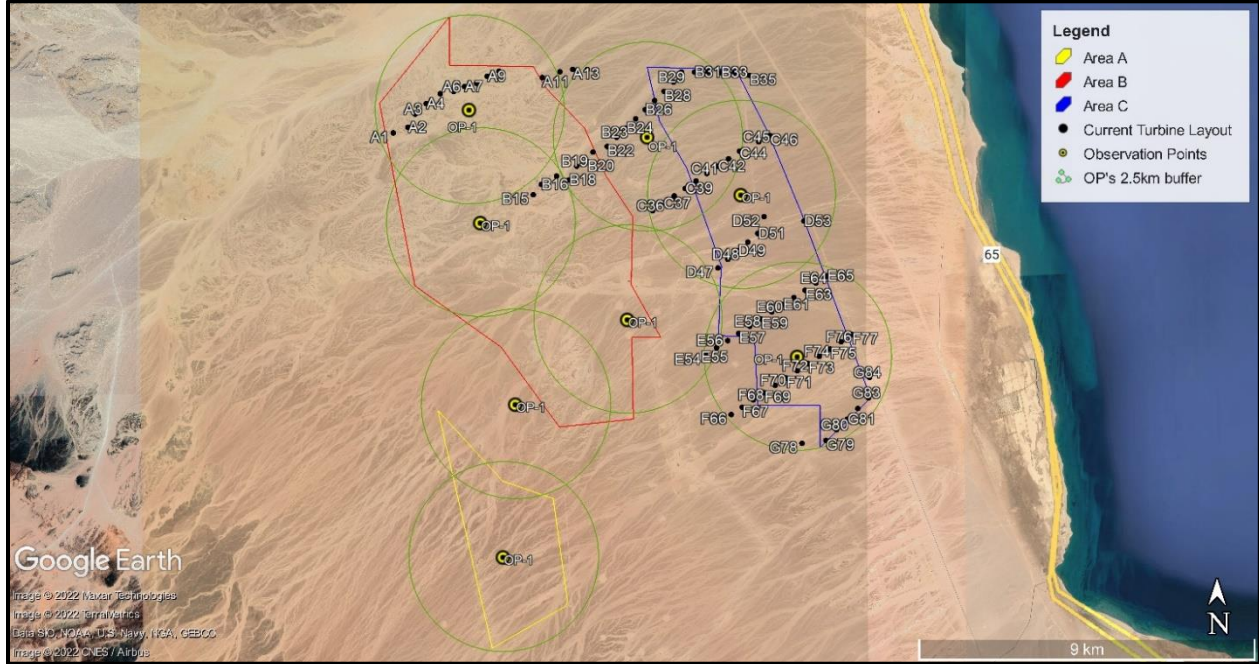 Legend
Area A
Area B
Area C
Current Turbine Layout
Observation Points
OP's 2.5km buffer
A1
A2
A3
A4
A6
A7
A9
A11
A13
OP-1
B15
B16
B18
B19
B20
B22
B23
B24
B26
B28
B29
B31
B33
B35
OP-1
OP-1
C36
C37
C39
C41
C42
C44
C45
C46
OP-1
D47
D48
D49
D51
D52
D53
OP-1
E54
E55
E56
E57
E58
E59
E60
E61
E63
E64
E65
OP-1
F66
F67
F68
F69
F70
F71
F72
F73
F74
F75
F76
F77
G78
G79
G80
G81
G83
G84
OP-1
OP-1
65
Google Earth
Image © 2022 Maxar Technologies
Image © 2022 TerraMetrics
Data SIO, NOAA, U.S. Navy, NGA, GEBCO
Image © 2022 CNES / Airbus
N
9 km